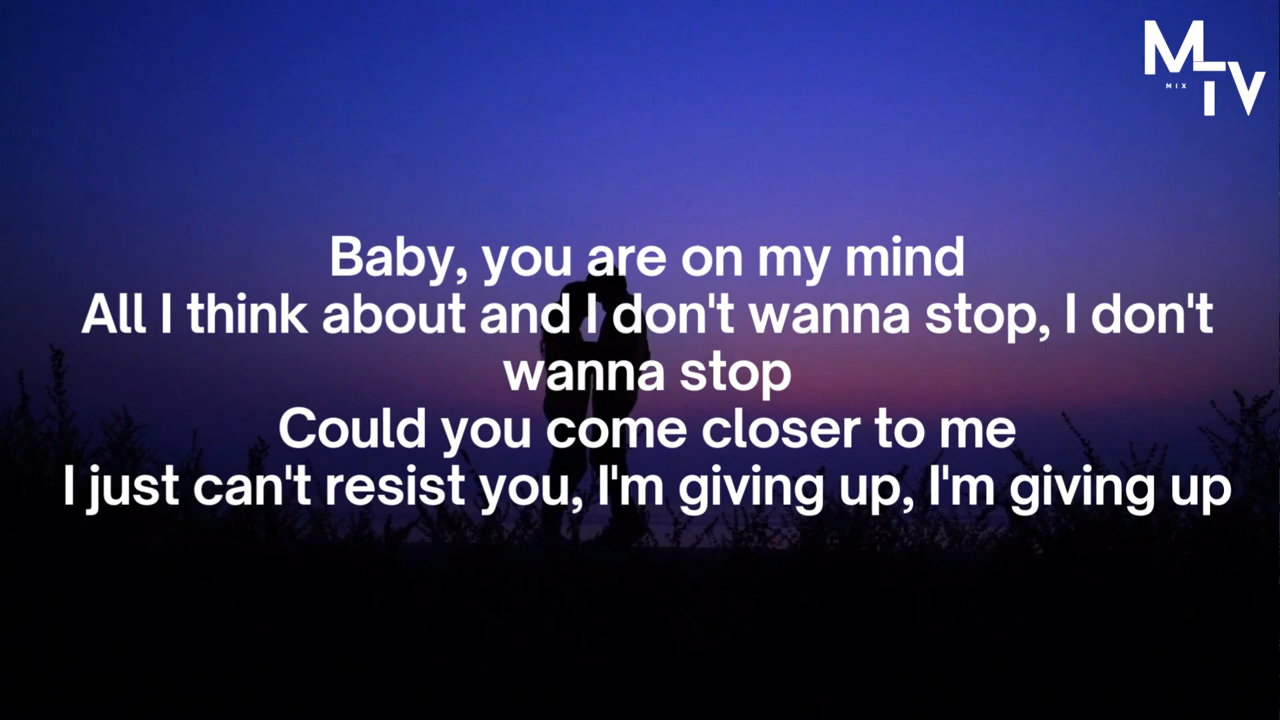 MLTV
MIX
Baby, you are on my mind
All I think about and I don't wanna stop, I don't
wanna stop
Could you come closer to me
I just can't resist you, I'm giving up, I'm giving up